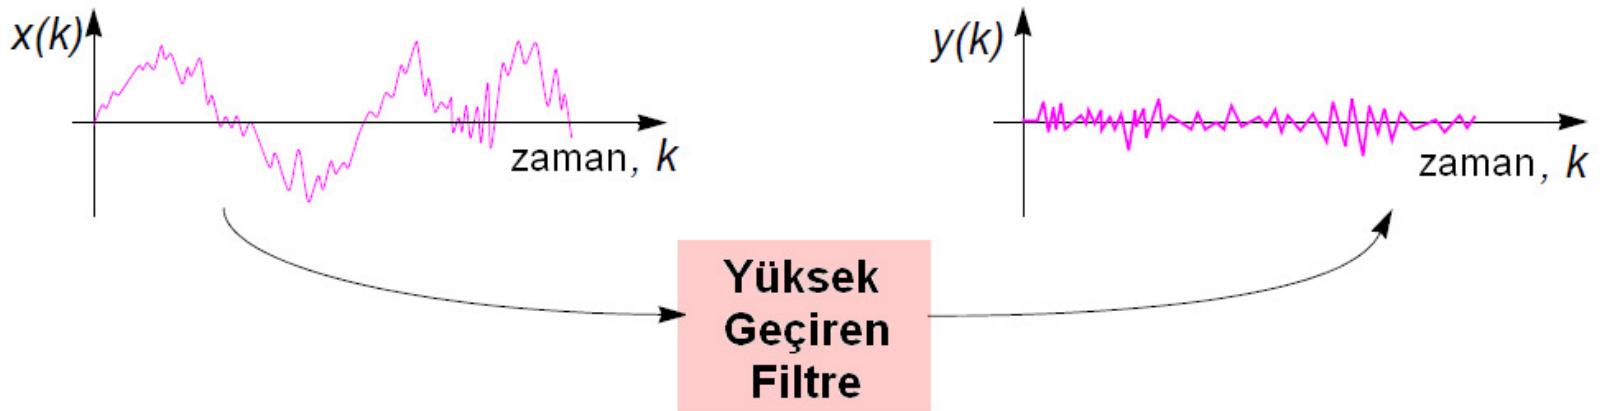 x(k)
zaman, k
y(k)
zaman, k
Yüksek
Geçiren
Filtre